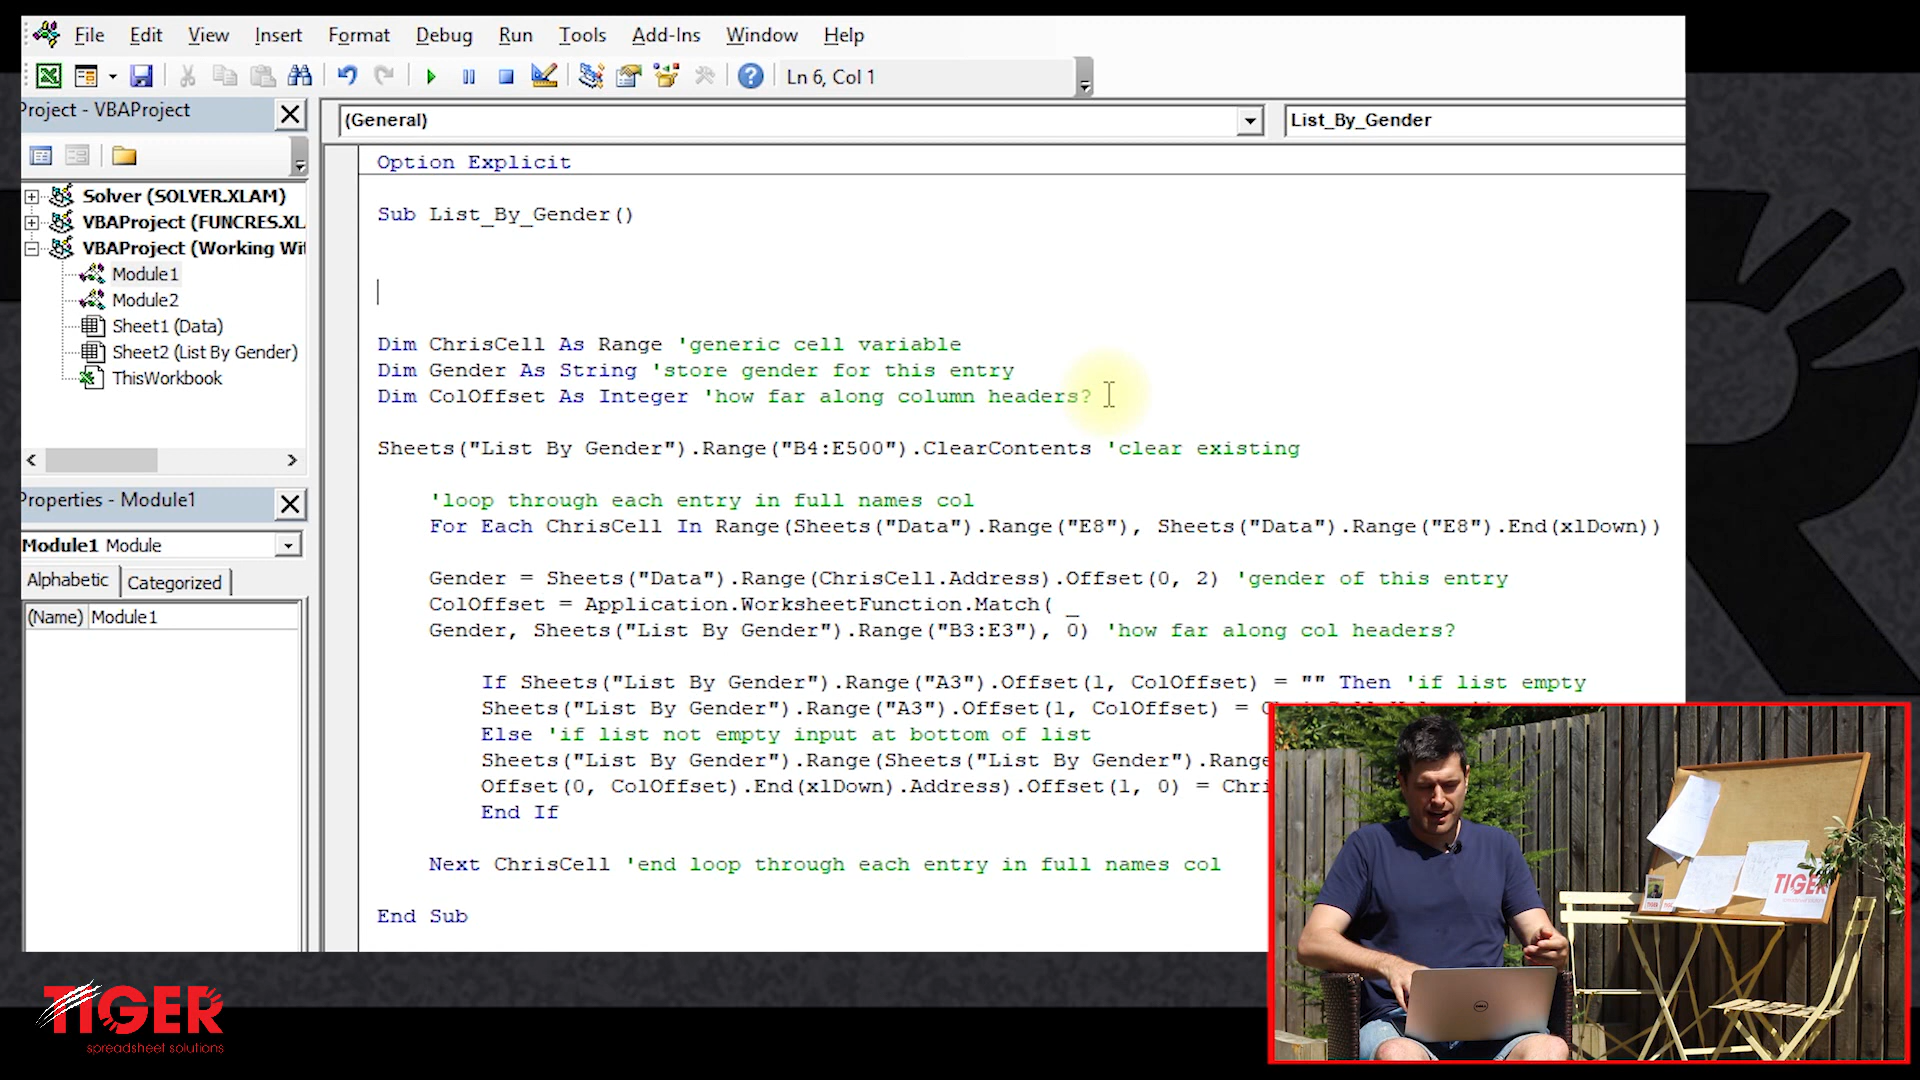 File Edit View Insert Format Debug Run Tools Add-Ins Window Help
Ln 6, Col 1
Project - VBAProject
(General)
List_By_Gender
Solver (SOLVER.XLAM)
VBAProject (FUNCRES.XL
VBAProject (Working Wi
Module1
Module2
Sheet1 (Data)
Sheet2 (List By Gender)
ThisWorkbook
Properties - Module1
Module1 Module
Alphabetic Categorized
(Name) Module1
Option Explicit
Sub List_By_Gender()
Dim ChrisCell As Range 'generic cell variable
Dim Gender As String 'store gender for this entry
Dim ColOffset As Integer 'how far along column headers?
Sheets("List By Gender").Range("B4:E500").ClearContents 'clear existing
'loop through each entry in full names col
For Each ChrisCell In Range(Sheets("Data").Range("E8"), Sheets("Data").Range("E8").End(xlDown))
Gender = Sheets("Data").Range(ChrisCell.Address).Offset(0, 2) 'gender of this entry
ColOffset = Application.WorksheetFunction.Match( _
Gender, Sheets("List By Gender").Range("B3:E3"), 0) 'how far along col headers?
If Sheets("List By Gender").Range("A3").Offset(1, ColOffset) = "" Then 'if list empty
Sheets("List By Gender").Range("A3").Offset(1, ColOffset) =
Else 'if list not empty input at bottom of list
Sheets("List By Gender").Range(Sheets("List By Gender").Range
Offset(0, ColOffset).End(xlDown).Address).Offset(1, 0) = Chri
End If
Next ChrisCell 'end loop through each entry in full names col
End Sub
TIGER
spreadsheet solutions
TIGER
DELL